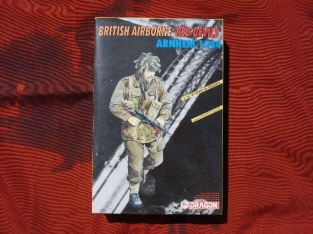 BRITISH AIRBORNE "RED DEVILS"
ARNHEM 1944
DRAGON